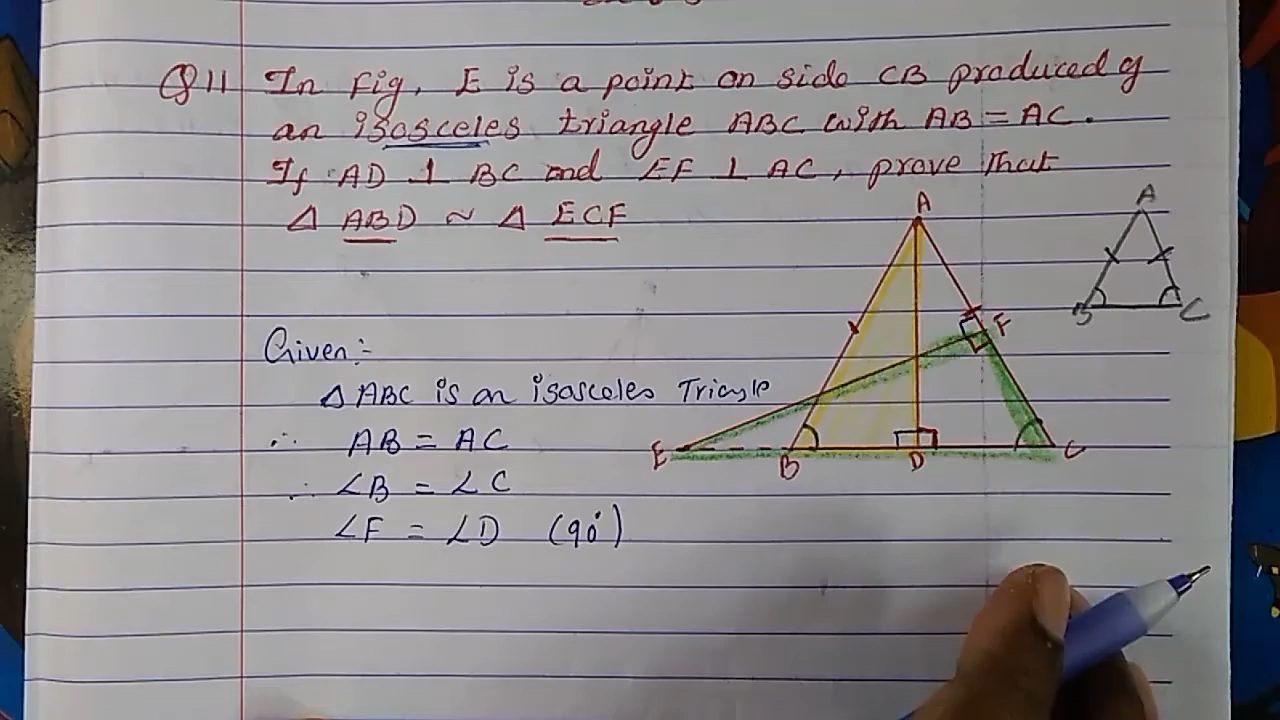 Q11 In Fig, E is a point on side CB produced of
an isosceles triangle ABC with AB = AC.
If AD ⊥ BC and EF ⊥ AC, prove that
△ ABD ~ △ ECF
A
A
B
C
F
E
B
D
C
Given:-
△ ABC is an isosceles Triangle
∴ AB = AC
∴ ∠B = ∠C
∠F = ∠D (90°)